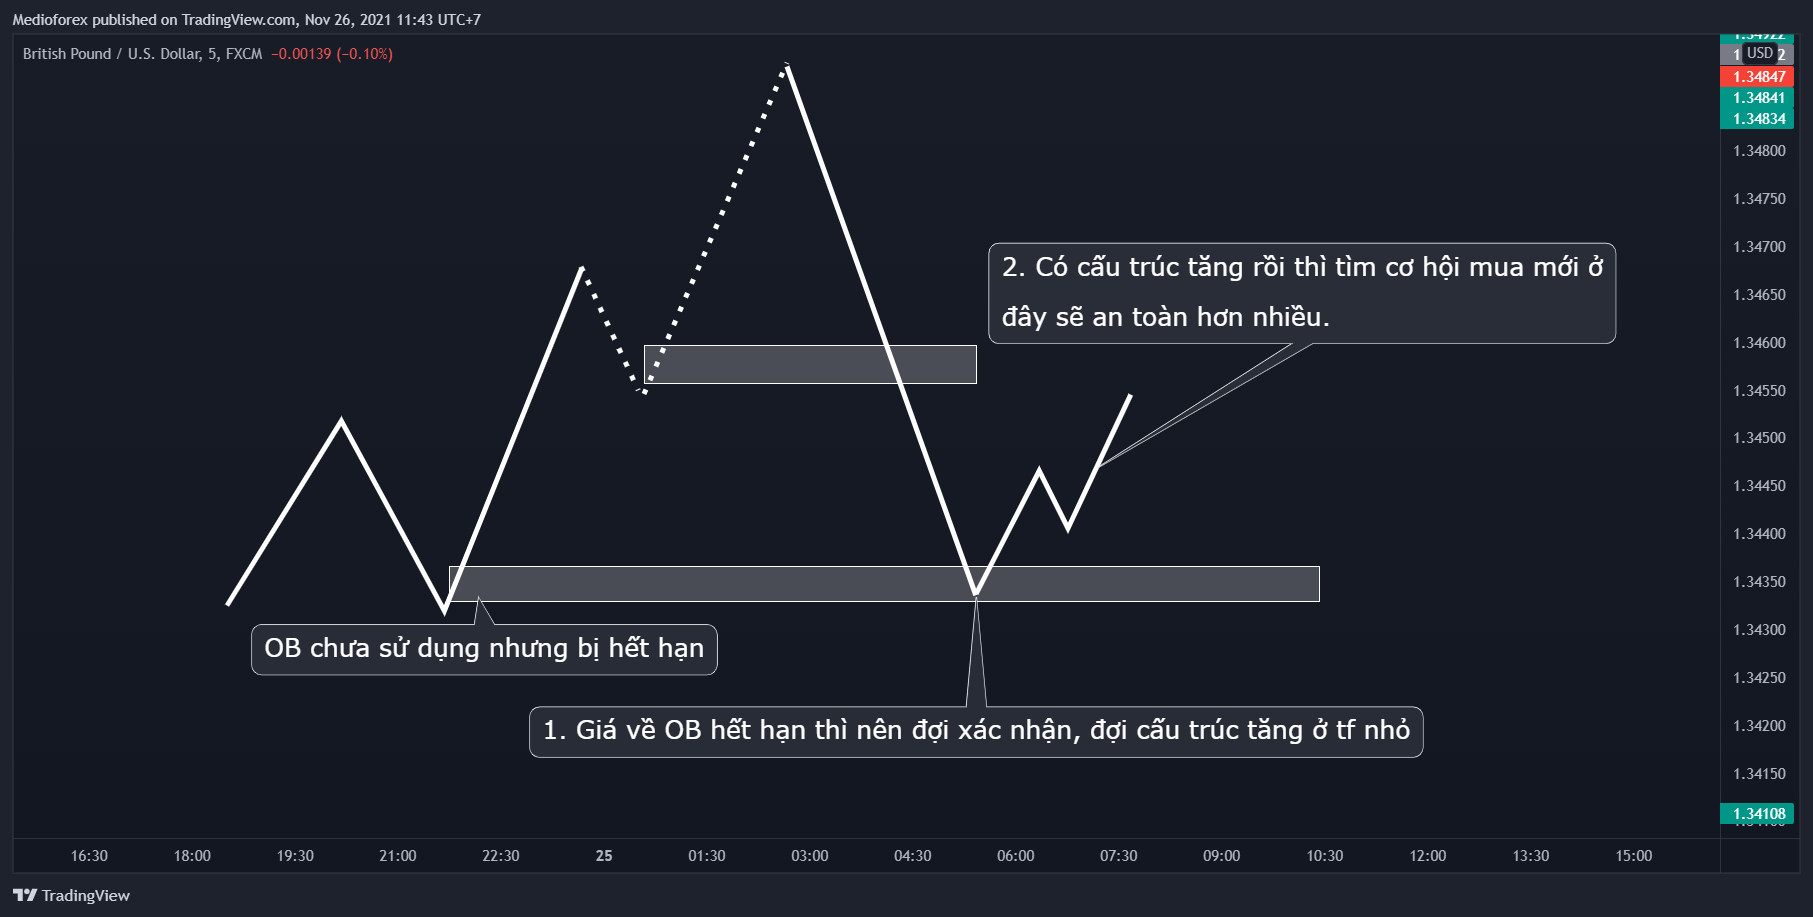 Medioforex published on TradingView.com, Nov 26, 2021 11:43 UTC+7
British Pound / U.S. Dollar, 5, FXCM −0.00139 (−0.10%)
USD
1.34847
1.34841
1.34834
1.34800
1.34750
1.34700
1.34650
1.34600
1.34550
1.34500
1.34450
1.34400
1.34350
1.34300
1.34250
1.34200
1.34150
1.34108
2. Có cấu trúc tăng rồi thì tìm cơ hội mua mới ở
đây sẽ an toàn hơn nhiều.
OB chưa sử dụng nhưng bị hết hạn
1. Giá về OB hết hạn thì nên đợi xác nhận, đợi cấu trúc tăng ở tf nhỏ
16:30 18:00 19:30 21:00 22:30 25 01:30 03:00 04:30 06:00 07:30 09:00 10:30 12:00 13:30 15:00
TradingView